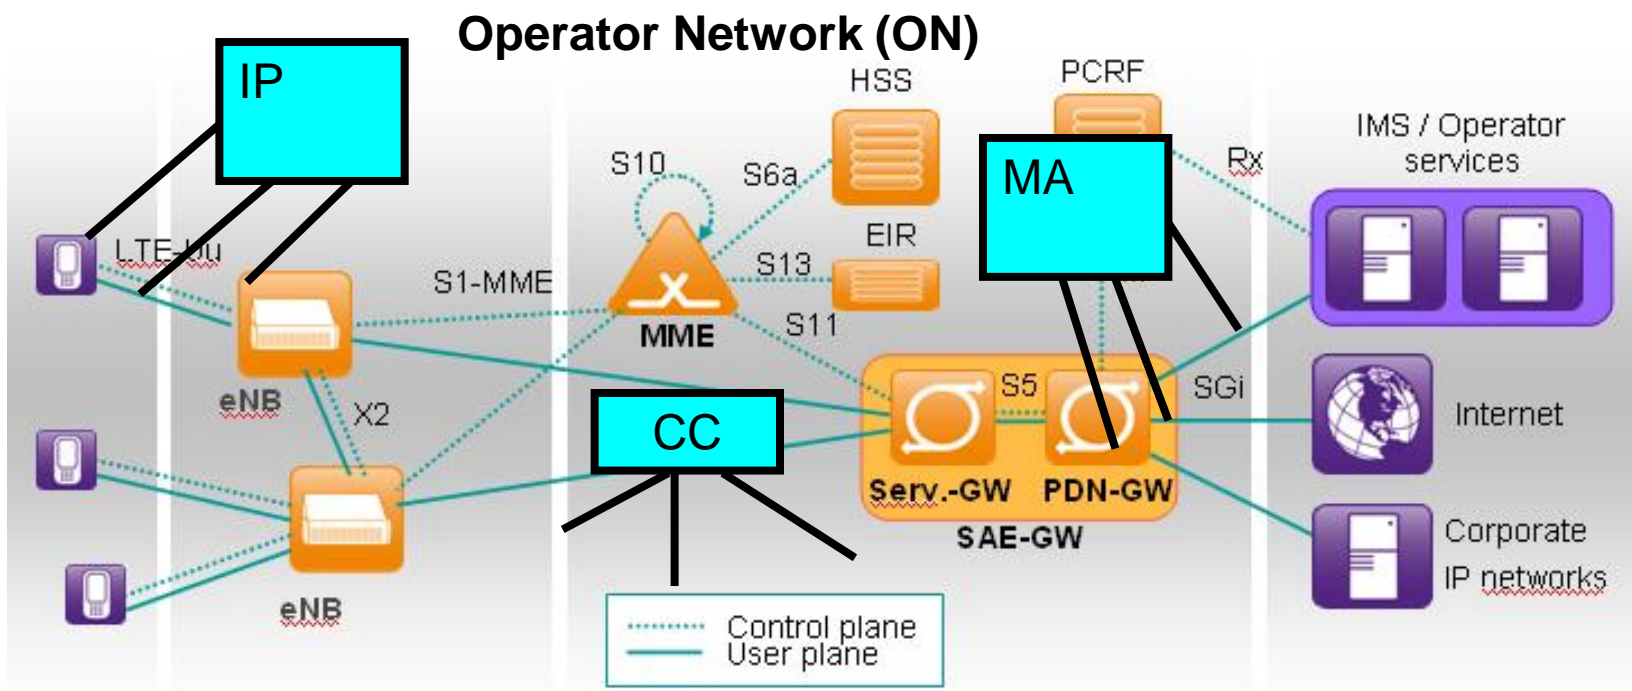 Operator Network (ON)
IP
HSS
PCRF
IMS / Operator
services
S10
S6a
MA
Rx
EIR
LTE-Uu
S1-MME
S13
MME
S11
eNB
X2
CC
S5
SGi
Internet
Serv.-GW
PDN-GW
SAE-GW
Corporate
IP networks
eNB
Control plane
User plane